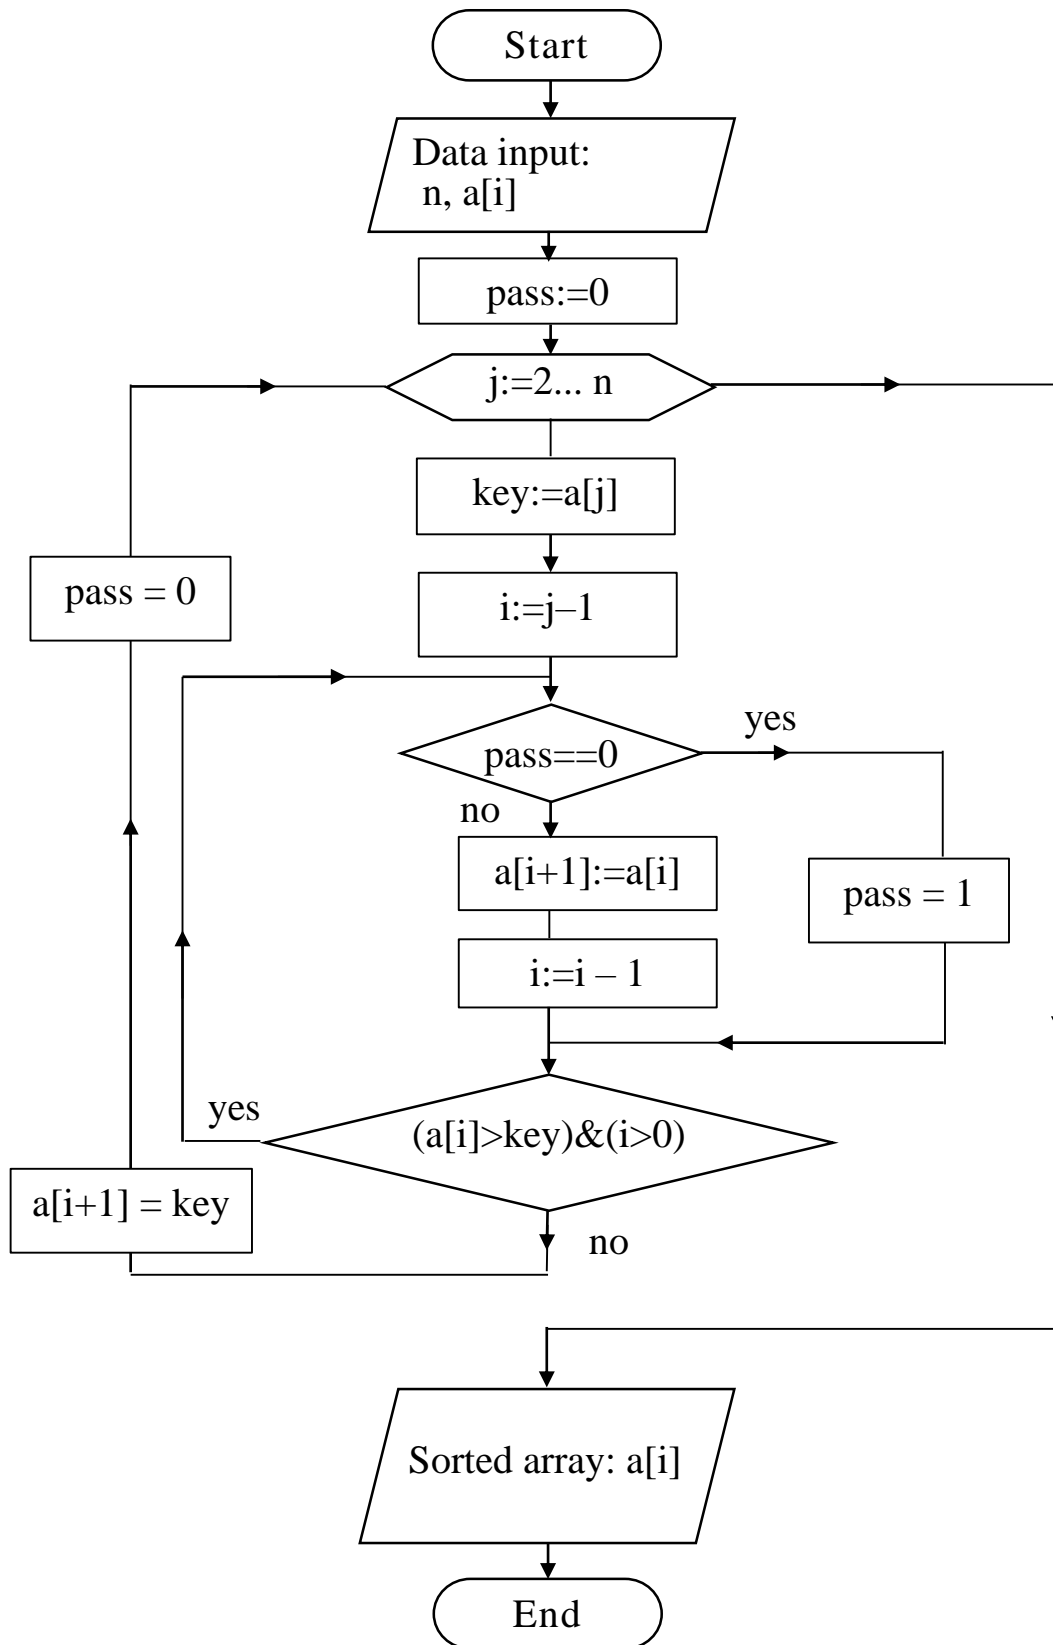 Start
Data input:
n, a[i]
pass:=0
j:=2... n
key:=a[j]
pass = 0
i:=j–1
yes
pass==0
no
a[i+1]:=a[i]
pass = 1
i:=i – 1
yes
(a[i]>key)&(i>0)
a[i+1] = key
no
Sorted array: a[i]
End